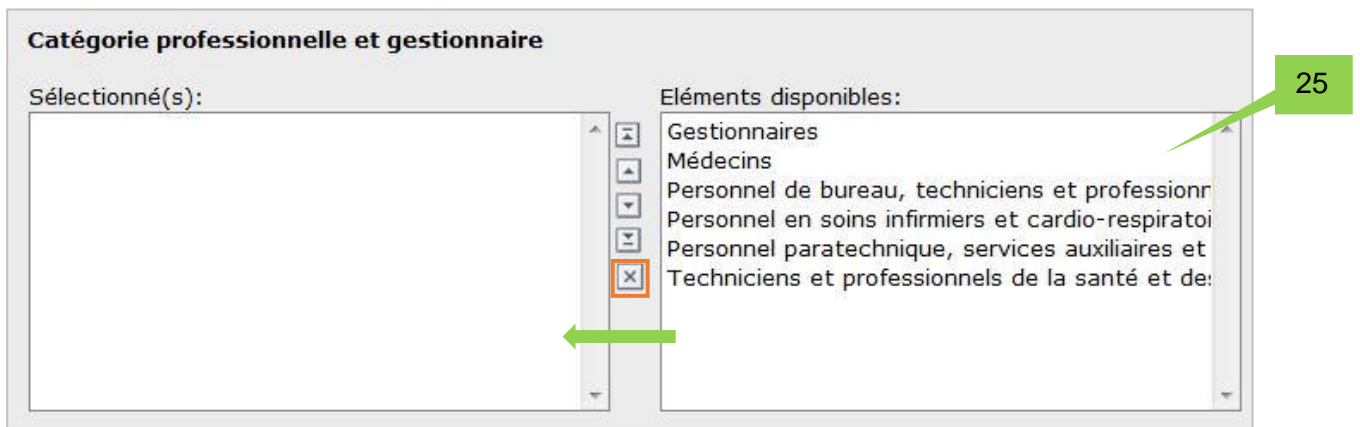 Catégorie professionnelle et gestionnaire
Sélectionné(s):
Eléments disponibles:
25
Gestionnaires
Médecins
Personnel de bureau, techniciens et professionn
Personnel en soins infirmiers et cardio-respiratoi
Personnel paratechnique, services auxiliaires et
Techniciens et professionnels de la santé et des